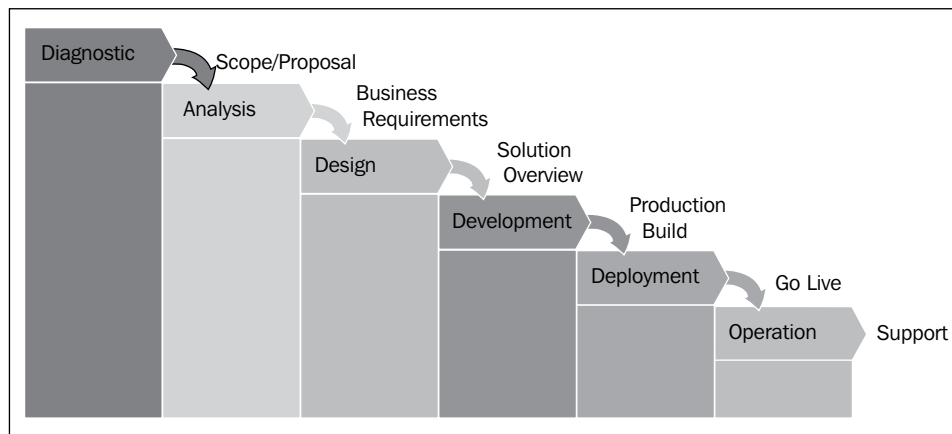 Diagnostic
Scope/Proposal
Analysis
Business
Requirements
Design
Solution
Overview
Development
Production
Build
Deployment
Go Live
Operation
Support